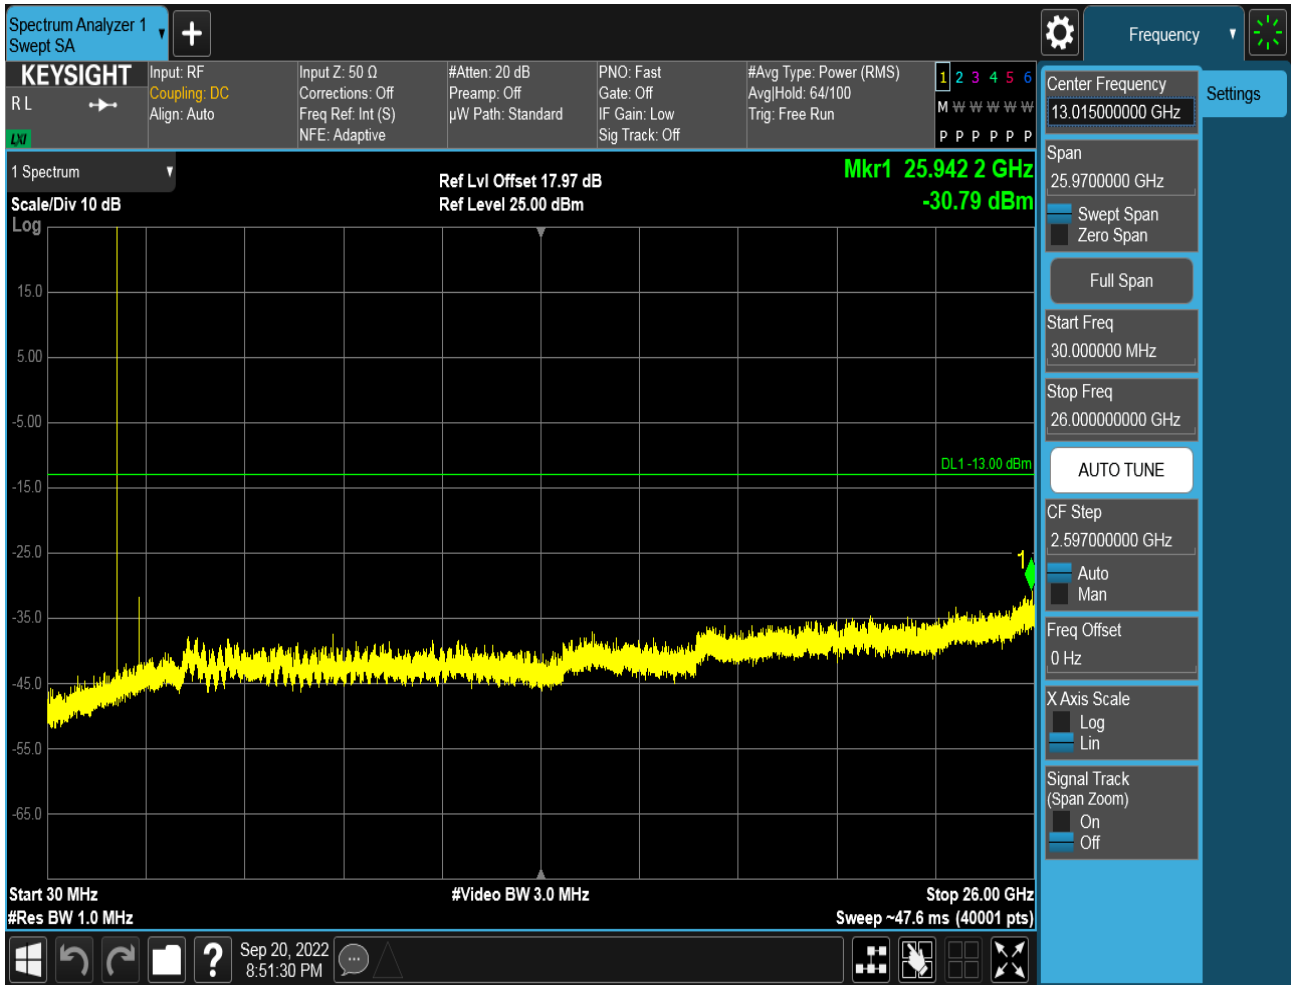 Spectrum Analyzer 1
Swept SA
Frequency
KEYSIGHT
R L
LXI
Input: RF
Coupling: DC
Align: Auto
Input Z: 50 Ω
Corrections: Off
Freq Ref: Int (S)
NFE: Adaptive
#Atten: 20 dB
Preamp: Off
µW Path: Standard
PNO: Fast
Gate: Off
IF Gain: Low
Sig Track: Off
#Avg Type: Power (RMS)
Avg|Hold: 64/100
Trig: Free Run
1 2 3 4 5 6
M W W W W W
P P P P P P
1 Spectrum
Scale/Div 10 dB
Log
Ref Lvl Offset 17.97 dB
Ref Level 25.00 dBm
Mkr1 25.942 2 GHz
-30.79 dBm
15.0
5.00
-5.00
DL1 -13.00 dBm
-15.0
-25.0
1
-35.0
-45.0
-55.0
-65.0
Start 30 MHz
#Res BW 1.0 MHz
#Video BW 3.0 MHz
Stop 26.00 GHz
Sweep ~47.6 ms (40001 pts)
Center Frequency
13.015000000 GHz
Settings
Span
25.9700000 GHz
Swept Span
Zero Span
Full Span
Start Freq
30.000000 MHz
Stop Freq
26.000000000 GHz
AUTO TUNE
CF Step
2.597000000 GHz
Auto
Man
Freq Offset
0 Hz
X Axis Scale
Log
Lin
Signal Track
(Span Zoom)
On
Off
?
Sep 20, 2022
8:51:30 PM